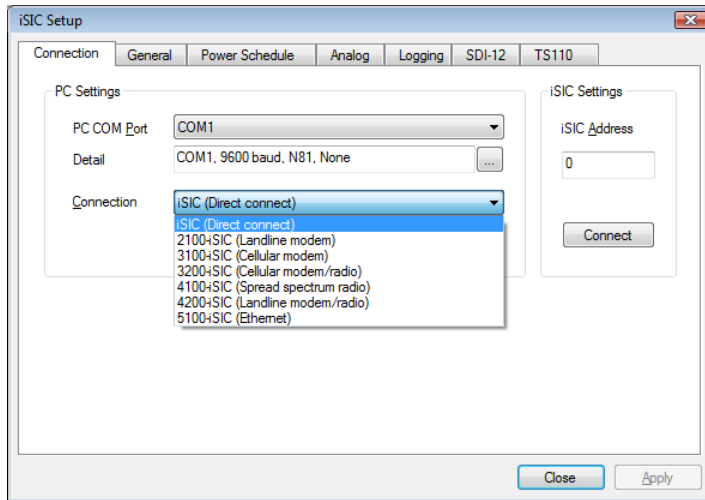 iSIC Setup
Connection General Power Schedule Analog Logging SDI-12 TS110
PC Settings
PC COM Port COM1
Detail COM1, 9600 baud, N81, None ...
Connection iSIC (Direct connect)
iSIC (Direct connect)
2100-iSIC (Landline modem)
3100-iSIC (Cellular modem)
3200-iSIC (Cellular modem/radio)
4100-iSIC (Spread spectrum radio)
4200-iSIC (Landline modem/radio)
5100-iSIC (Ethernet)
iSIC Settings
iSIC Address
0
Connect
Close Apply